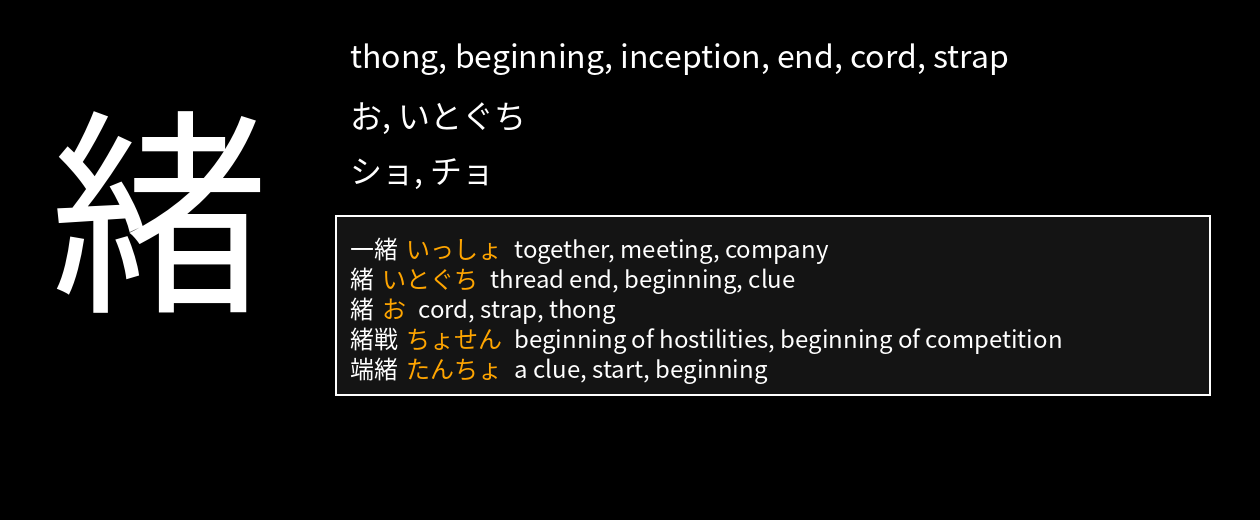 緒
thong, beginning, inception, end, cord, strap
お, いとぐち
ショ, チョ
一緒 いっしょ together, meeting, company
緒 いとぐち thread end, beginning, clue
緒 お cord, strap, thong
緒戦 ちょせん beginning of hostilities, beginning of competition
端緒 たんちょ a clue, start, beginning